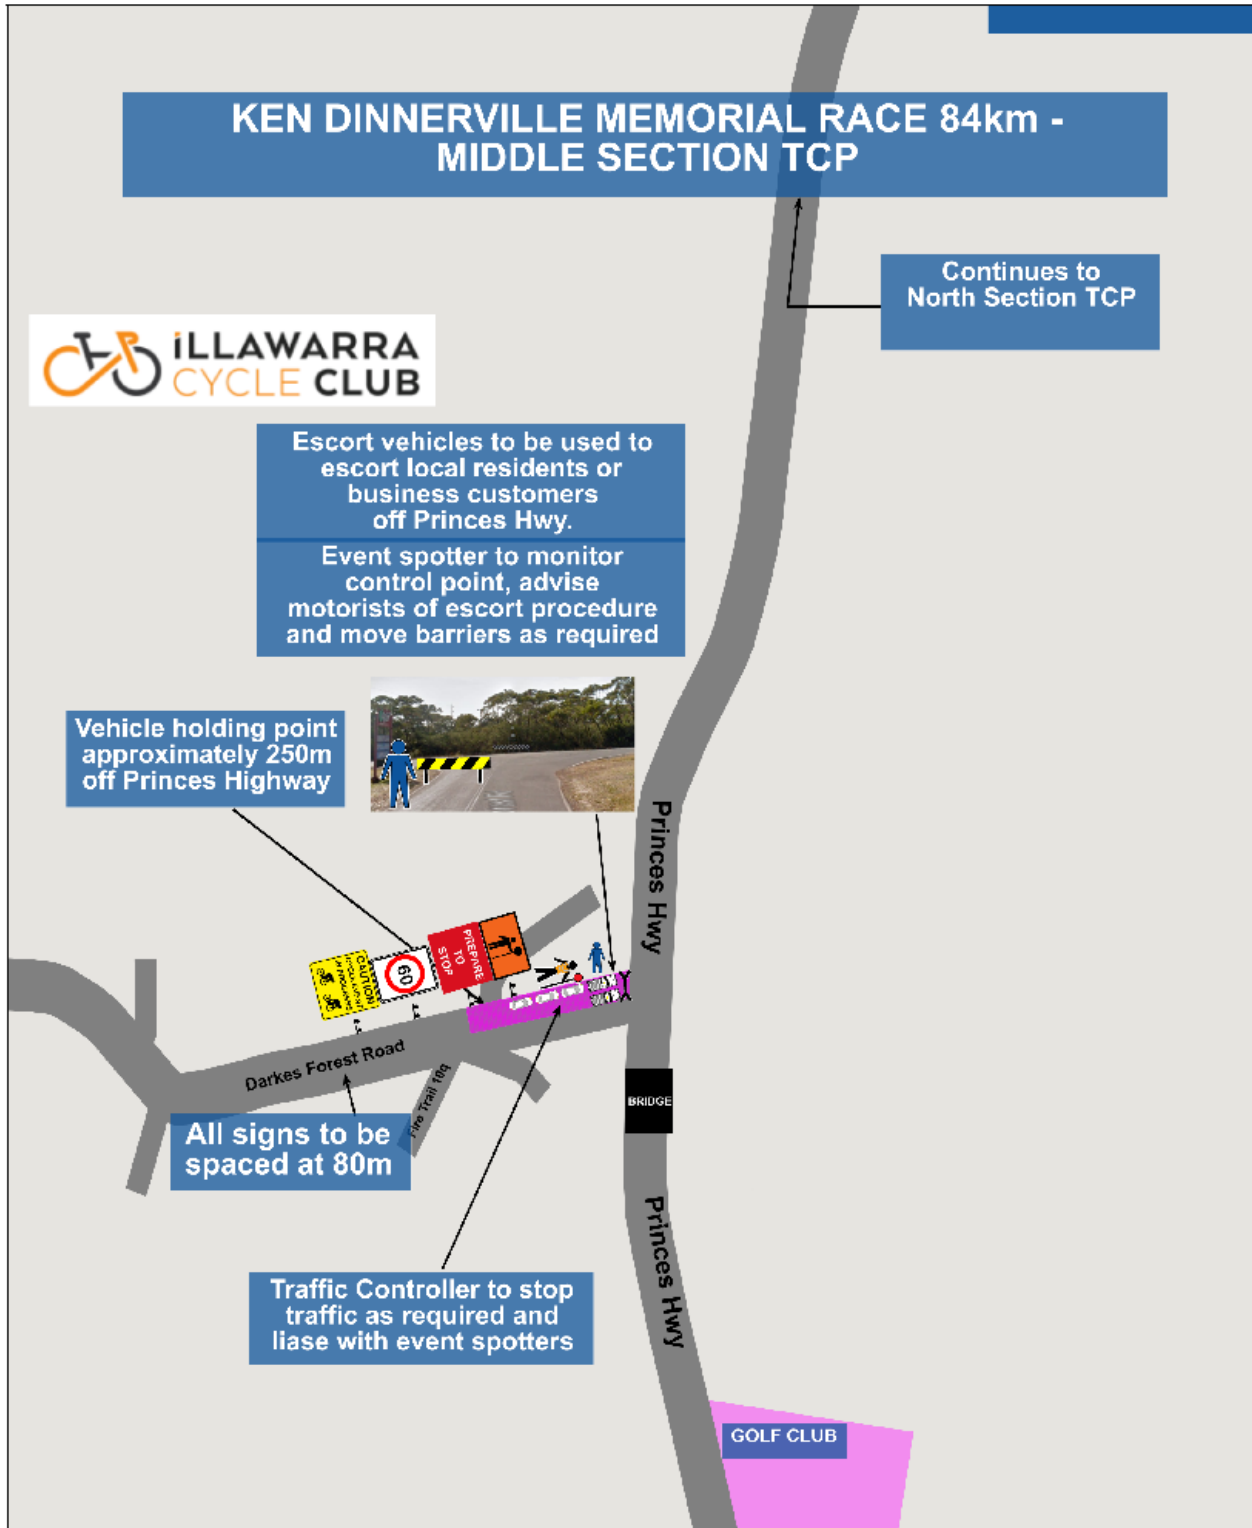 KEN DINNERVILLE MEMORIAL RACE 84km -
MIDDLE SECTION TCP
Continues to
North Section TCP
iLLAWARRA
CYCLE CLUB
Escort vehicles to be used to
escort local residents or
business customers
off Princes Hwy.
Event spotter to monitor
control point, advise
motorists of escort procedure
and move barriers as required
Vehicle holding point
approximately 250m
off Princes Highway
Princes Hwy
PREPARE
TO
STOP
60
CAUTION
Darkes Forest Road
Fire Trail 10q
BRIDGE
All signs to be
spaced at 80m
Princes Hwy
Traffic Controller to stop
traffic as required and
liase with event spotters
GOLF CLUB